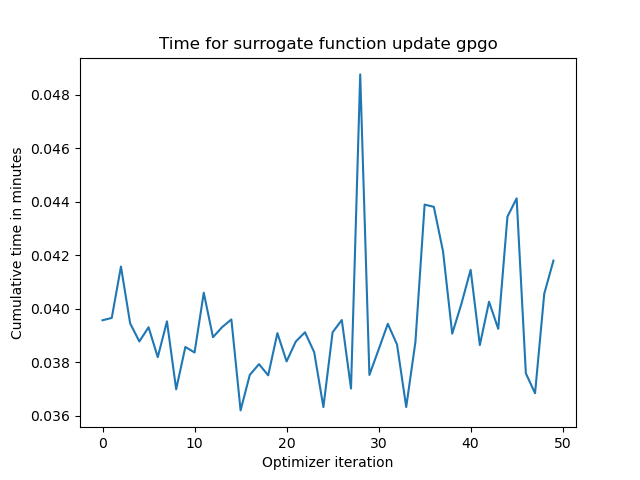 Time for surrogate function update gpgo
0.048
0.046
0.044
0.042
0.040
0.038
0.036
Cumulative time in minutes
0 10 20 30 40 50
Optimizer iteration